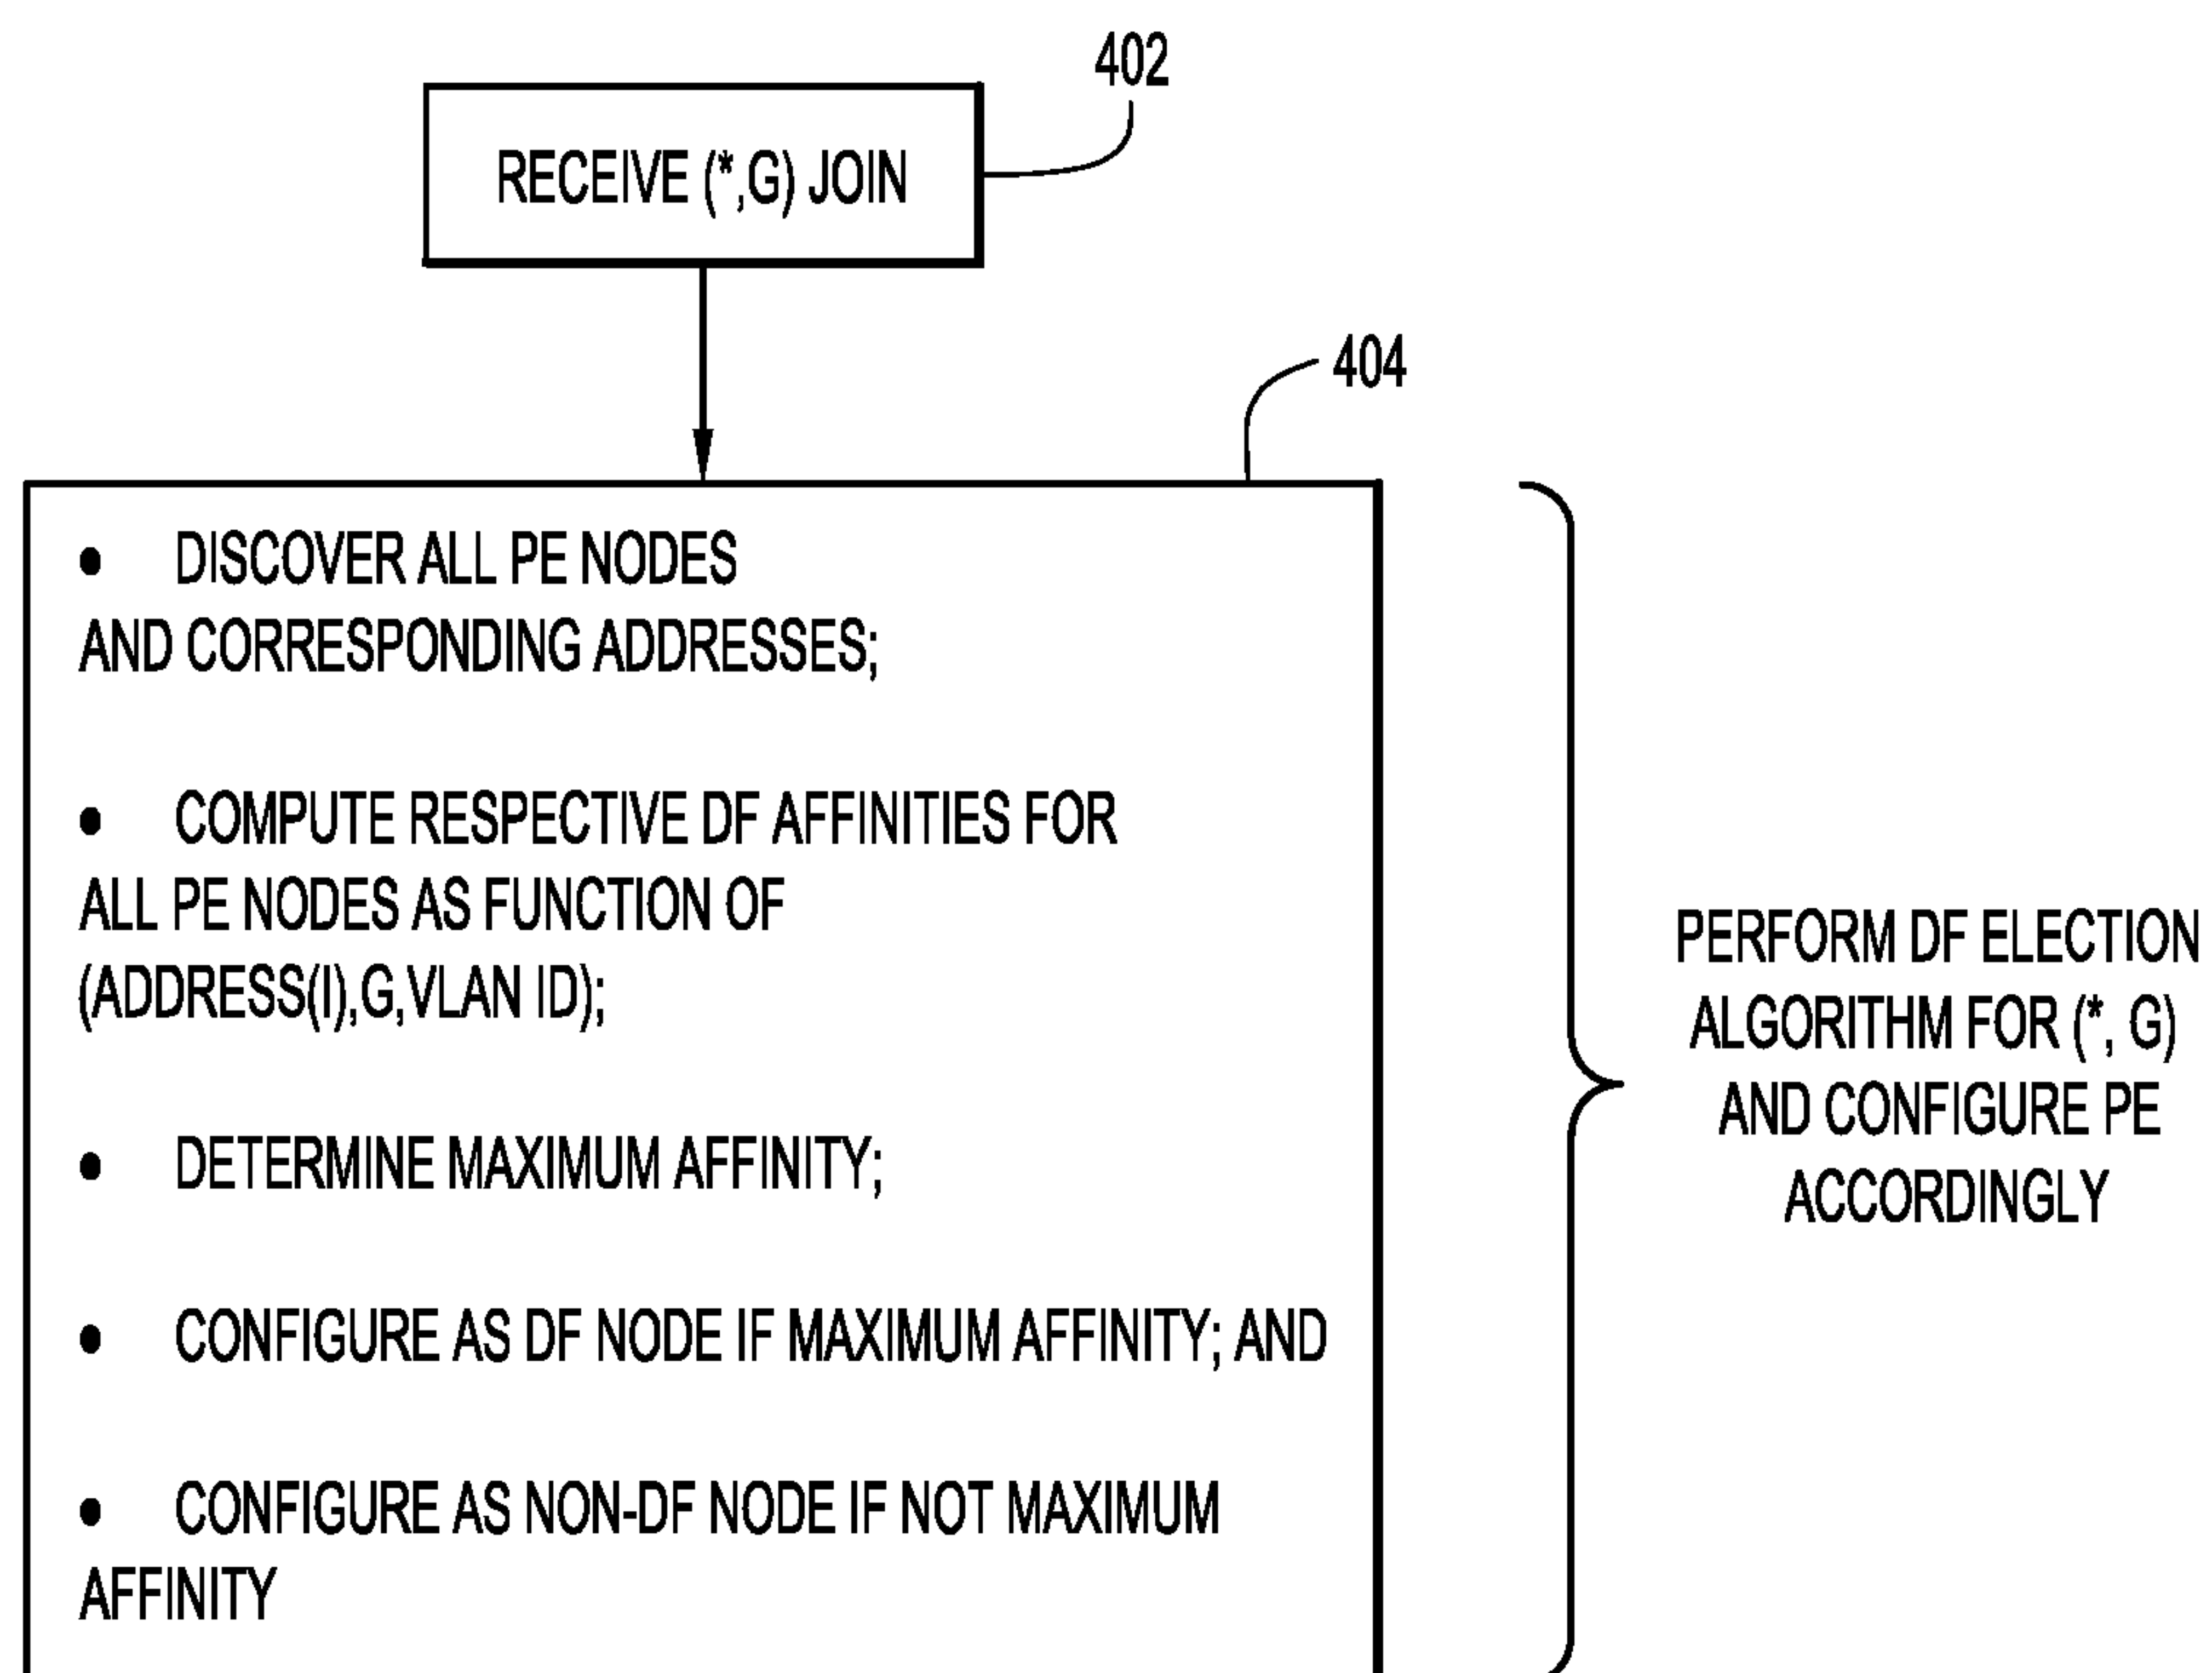 402
RECEIVE (*,G) JOIN
404
• DISCOVER ALL PE NODES
AND CORRESPONDING ADDRESSES;
• COMPUTE RESPECTIVE DF AFFINITIES FOR
ALL PE NODES AS FUNCTION OF
(ADDRESS(I),G,VLAN ID);
• DETERMINE MAXIMUM AFFINITY;
• CONFIGURE AS DF NODE IF MAXIMUM AFFINITY; AND
• CONFIGURE AS NON-DF NODE IF NOT MAXIMUM
AFFINITY
PERFORM DF ELECTION
ALGORITHM FOR (*, G)
AND CONFIGURE PE
ACCORDINGLY